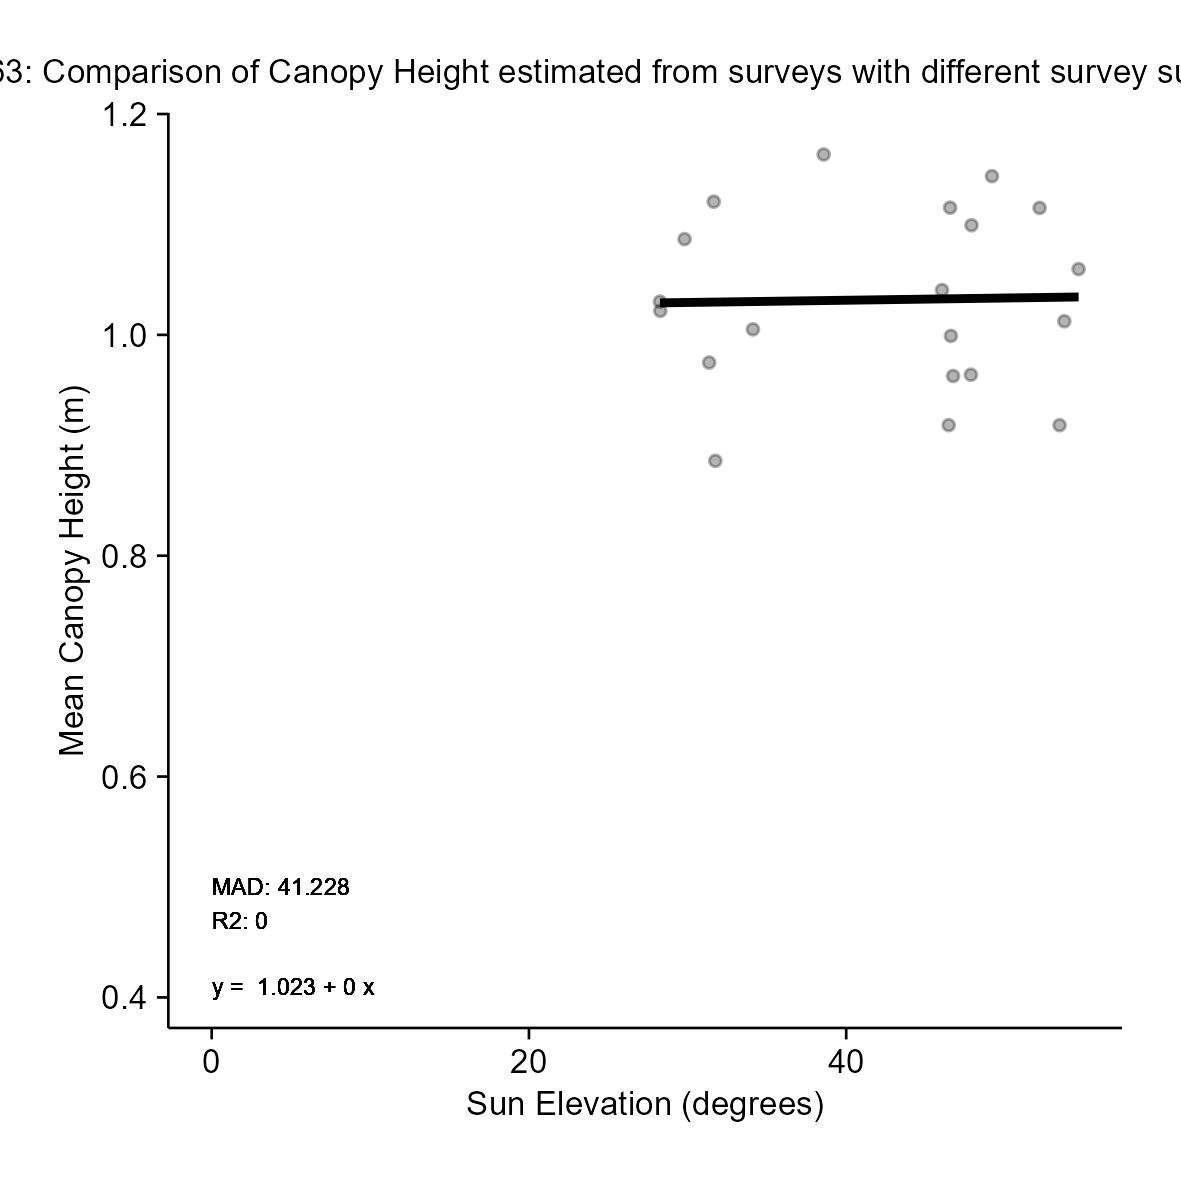 63: Comparison of Canopy Height estimated from surveys with different survey su
1.2
1.0
0.8
0.6
0.4
Mean Canopy Height (m)
MAD: 41.228
R2: 0
y =  1.023 + 0 x
0 20 40
Sun Elevation (degrees)